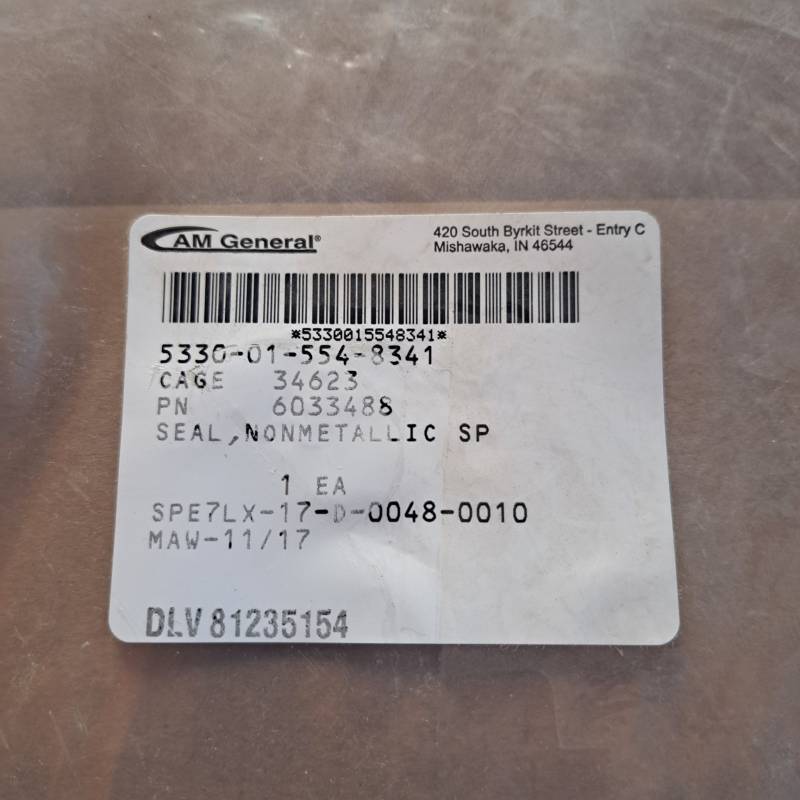 AM General®
420 South Byrkit Street - Entry C
Mishawaka, IN 46544
*5330015548341*
5330-01-554-8341
CAGE 34623
PN 6033488
SEAL,NONMETALLIC SP
1 EA
SPE7LX-17-D-0048-0010
MAW-11/17
DLV 81235154